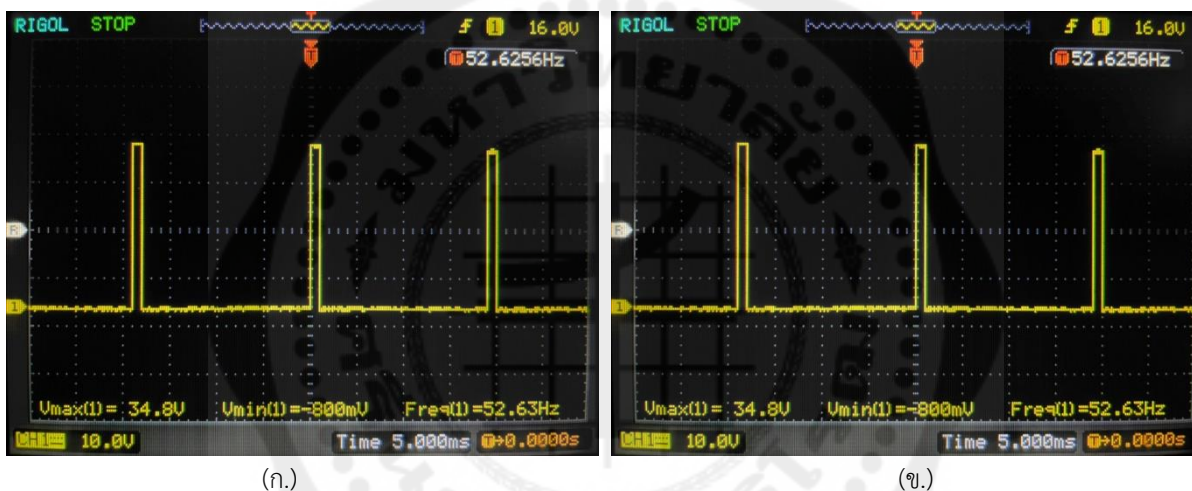 RIGOL STOP 16.0V
52.6256Hz
Vmax(1)= 34.8V Vmin(1)=-800mV Freq(1)=52.63Hz
CH1 10.0V Time 5.000ms 0.0000s
(ก.)
RIGOL STOP 16.0V
52.6256Hz
Vmax(1)= 34.8V Vmin(1)=-800mV Freq(1)=52.63Hz
CH1 10.0V Time 5.000ms 0.0000s
(ข.)